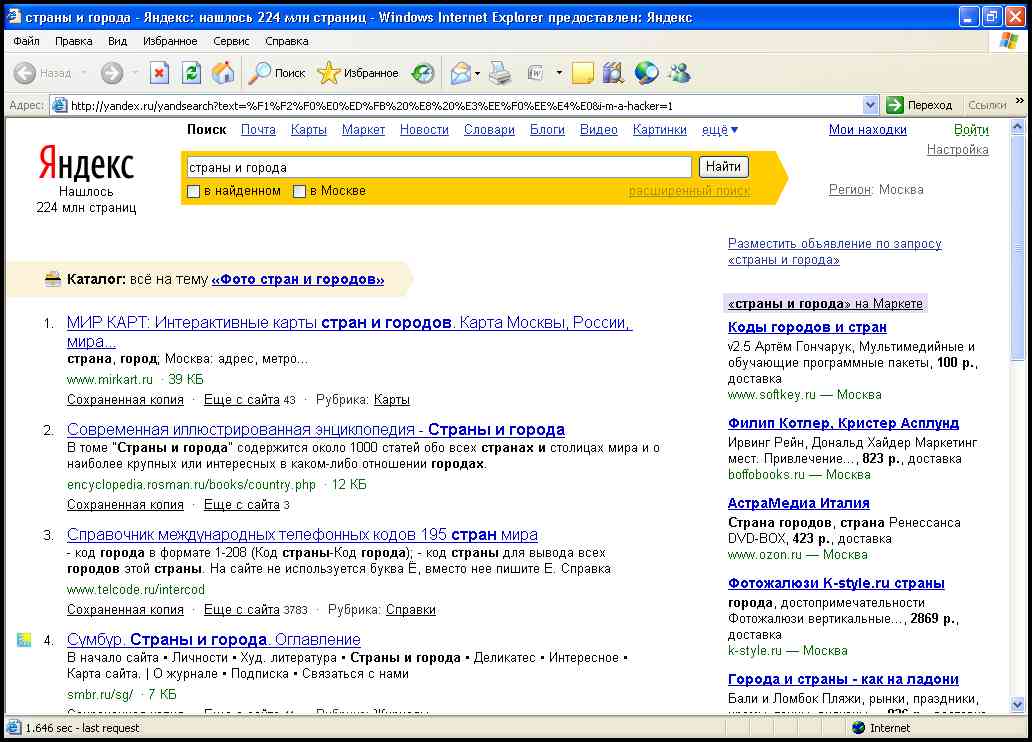 страны и города - Яндекс: нашлось 224 млн страниц - Windows Internet Explorer предоставлен: Яндекс
Файл Правка Вид Избранное Сервис Справка
Назад Поиск Избранное
Адрес: http://yandex.ru/yandsearch?text=%F1%F2%F0%E0%ED%FB%20%E8%20%E3%EE%F0%EE%E4%E0&i-m-a-hacker=1 Переход Ссылки »
Поиск Почта Карты Маркет Новости Словари Блоги Видео Картинки ещё ▼ Мои находки Войти
Настройка
Яндекс
Нашлось
224 млн страниц
страны и города Найти
в найденном в Москве расширенный поиск
Регион: Москва
Разместить объявление по запросу
«страны и города»
Каталог: всё на тему «Фото стран и городов»
1. МИР КАРТ: Интерактивные карты стран и городов. Карта Москвы, России,
мира...
страна, город; Москва: адрес, метро...
www.mirkart.ru · 39 КБ
Сохраненная копия · Еще с сайта 43 · Рубрика: Карты
2. Современная иллюстрированная энциклопедия - Страны и города
В томе "Страны и города" содержится около 1000 статей обо всех странах и столицах мира и о
наиболее крупных или интересных в каком-либо отношении городах.
encyclopedia.rosman.ru/books/country.php · 12 КБ
Сохраненная копия · Еще с сайта 3
3. Справочник международных телефонных кодов 195 стран мира
- код города в формате 1-208 (Код страны-Код города); - код страны для вывода всех
городов этой страны. На сайте не используется буква Ё, вместо нее пишите Е. Справка
www.telcode.ru/intercod
Сохраненная копия · Еще с сайта 3783 · Рубрика: Справки
4. Сумбур. Страны и города. Оглавление
В начало сайта • Личности • Худ. литература • Страны и города • Деликатес • Интересное •
Карта сайта. | О журнале • Подписка • Связаться с нами
smbr.ru/sg/ · 7 КБ
«страны и города» на Маркете
Коды городов и стран
v2.5 Артём Гончарук, Мультимедийные и
обучающие программные пакеты, 100 р.,
доставка
www.softkey.ru — Москва
Филип Котлер, Кристер Асплунд
Ирвинг Рейн, Дональд Хайдер Маркетинг
мест. Привлечение..., 823 р., доставка
boffobooks.ru — Москва
АстраМедиа Италия
Страна городов, страна Ренессанса
DVD-BOX, 423 р., доставка
www.ozon.ru — Москва
Фотожалюзи K-style.ru страны
города, достопримечательности
Фотожалюзи вертикальные..., 2869 р.,
доставка
k-style.ru — Москва
Города и страны - как на ладони
Бали и Ломбок Пляжи, рынки, праздники,
1.646 sec - last request Internet